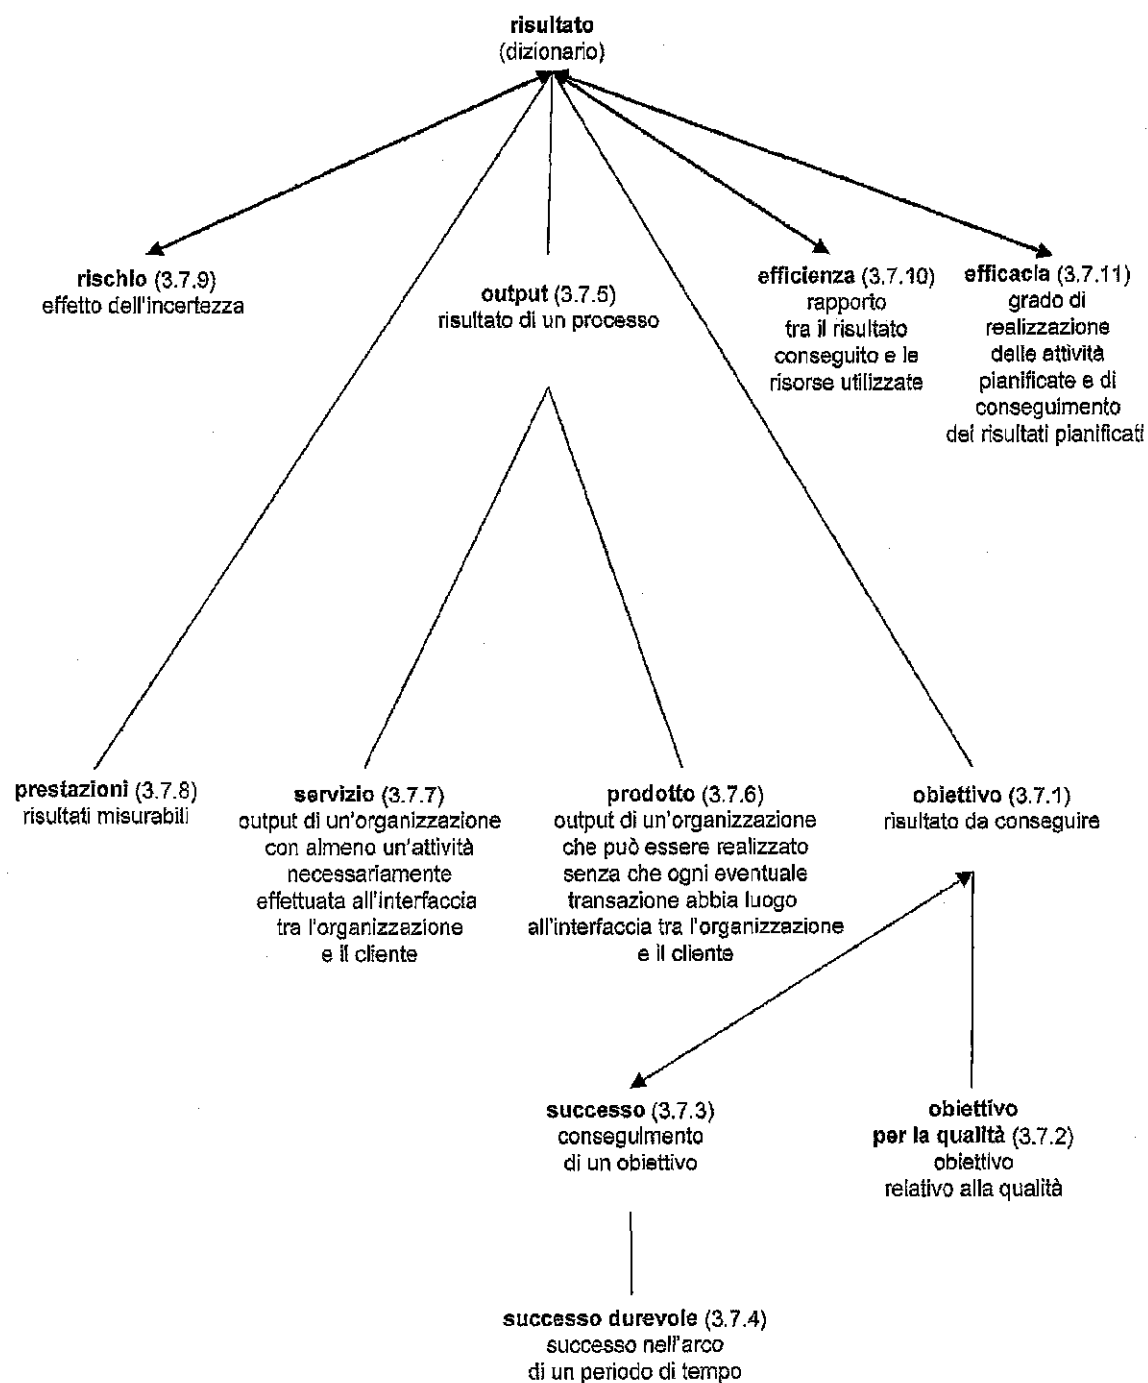 risultato
(dizionario)
rischio (3.7.9)
effetto dell'incertezza
output (3.7.5)
risultato di un processo
efficienza (3.7.10)
rapporto
tra il risultato
conseguito e le
risorse utilizzate
efficacia (3.7.11)
grado di
realizzazione
delle attività
pianificate e di
conseguimento
dei risultati pianificati
prestazioni (3.7.8)
risultati misurabili
servizio (3.7.7)
output di un'organizzazione
con almeno un'attività
necessariamente
effettuata all'interfaccia
tra l'organizzazione
e il cliente
prodotto (3.7.6)
output di un'organizzazione
che può essere realizzato
senza che ogni eventuale
transazione abbia luogo
all'interfaccia tra l'organizzazione
e il cliente
obiettivo (3.7.1)
risultato da conseguire
successo (3.7.3)
conseguimento
di un obiettivo
obiettivo
per la qualità (3.7.2)
obiettivo
relativo alla qualità
successo durevole (3.7.4)
successo nell'arco
di un periodo di tempo